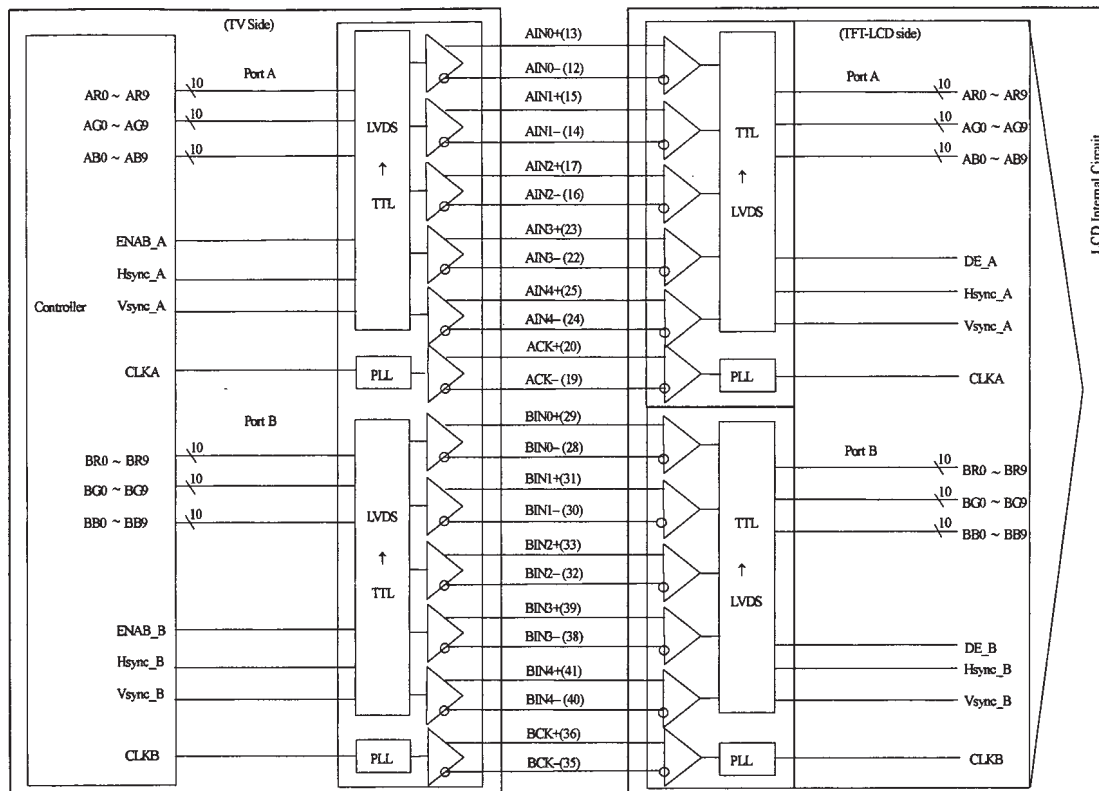 (TV Side)
Controller
Port A
10
AR0 ~ AR9
10
AG0 ~ AG9
10
AB0 ~ AB9
ENAB_A
Hsync_A
Vsync_A
CLKA
Port B
10
BR0 ~ BR9
10
BG0 ~ BG9
10
BB0 ~ BB9
ENAB_B
Hsync_B
Vsync_B
CLKB
LVDS
↑
TTL
PLL
LVDS
↑
TTL
PLL
AIN0+(13)
AIN0- (12)
AIN1+(15)
AIN1- (14)
AIN2+(17)
AIN2- (16)
AIN3+(23)
AIN3- (22)
AIN4+(25)
AIN4- (24)
ACK+(20)
ACK- (19)
BIN0+(29)
BIN0- (28)
BIN1+(31)
BIN1- (30)
BIN2+(33)
BIN2- (32)
BIN3+(39)
BIN3- (38)
BIN4+(41)
BIN4- (40)
BCK+(36)
BCK-(35)
(TFT-LCD side)
TTL
↑
LVDS
PLL
TTL
↑
LVDS
PLL
Port A
10
AR0 ~ AR9
10
AG0 ~ AG9
10
AB0 ~ AB9
DE_A
Hsync_A
Vsync_A
CLKA
Port B
10
BR0 ~ BR9
10
BG0 ~ BG9
10
BB0 ~ BB9
DE_B
Hsync_B
Vsync_B
CLKB
LCD Internal Circuit